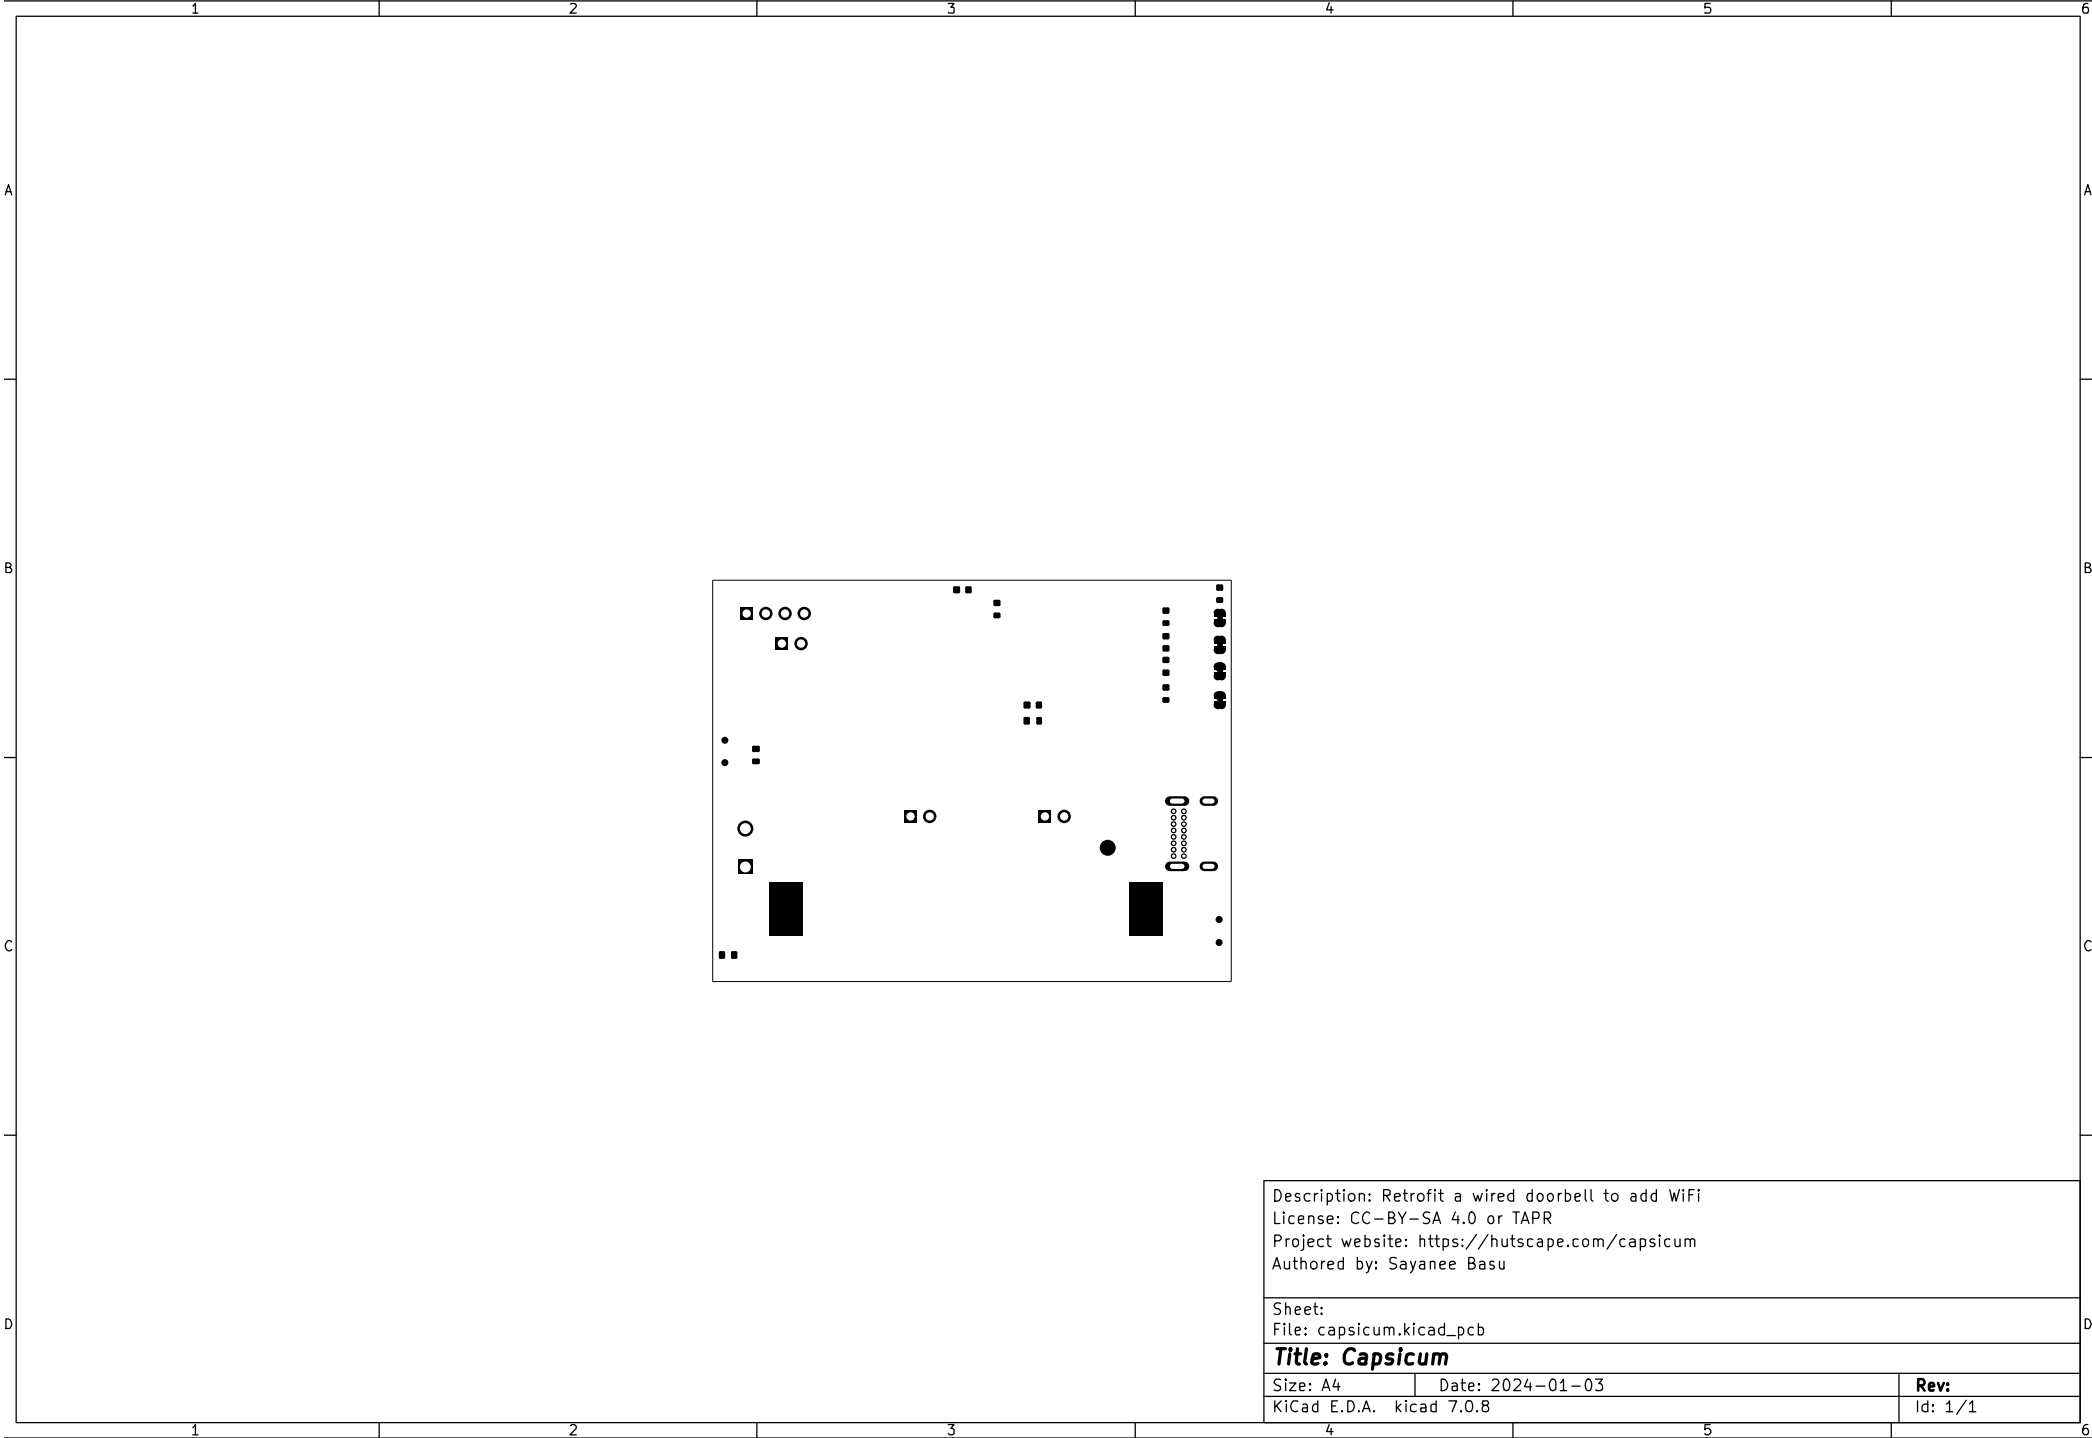 1 2 3 4 5 6
A A
B B
C C
Description: Retrofit a wired doorbell to add WiFi
License: CC-BY-SA 4.0 or TAPR
Project website: https://hutscape.com/capsicum
Authored by: Sayanee Basu
Sheet:
D D
File: capsicum.kicad_pcb
Title: Capsicum
Size: A4 Date: 2024-01-03 Rev:
KiCad E.D.A. kicad 7.0.8 Id: 1/1
1 2 3 4 5 6